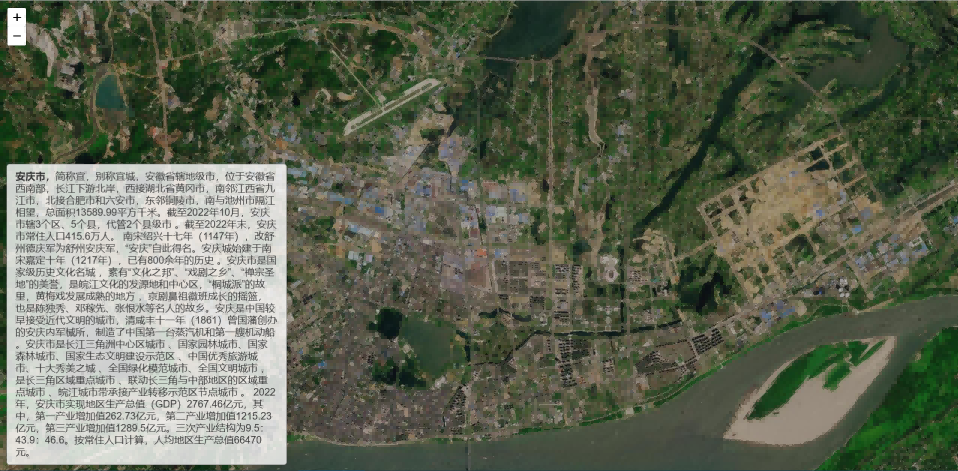 +
−
安庆市，简称宜，别称宜城，安徽省辖地级市，位于安徽省
西南部，长江下游北岸，西接湖北省黄冈市，南邻江西省九
江市，北接合肥市和六安市，东邻铜陵市，南与池州市隔江
相望，总面积13589.99平方千米。截至2022年10月，安庆
市辖3个区、5个县，代管2个县级市 。截至2022年末，安庆
市常住人口415.6万人。 南宋绍兴十七年（1147年），改舒
州德庆军为舒州安庆军，“安庆”自此得名。安庆城始建于南
宋嘉定十年（1217年），已有800余年的历史 。安庆市是国
家级历史文化名城 ，素有“文化之邦”、“戏剧之乡”、“禅宗圣
地”的美誉，是皖江文化的发源地和中心区，“桐城派”的故
里，黄梅戏发展成熟的地方 ，京剧鼻祖徽班成长的摇篮，
也是陈独秀、邓稼先、张恨水等名人的故乡。安庆是中国较
早接受近代文明的城市，清咸丰十一年（1861）曾国藩创办
的安庆内军械所，制造了中国第一台蒸汽机和第一艘机动船
。安庆市是长江三角洲中心区城市 、国家园林城市、国家
森林城市、国家生态文明建设示范区 、中国优秀旅游城
市、十大秀美之城 、全国绿化模范城市、全国文明城市 ，
是长三角区域重点城市 、联动长三角与中部地区的区域重
点城市 、皖江城市带承接产业转移示范区节点城市 。 2022
年，安庆市实现地区生产总值（GDP）2767.46亿元，其
中，第一产业增加值262.73亿元，第二产业增加值1215.23
亿元，第三产业增加值1289.5亿元。三次产业结构为9.5：
43.9：46.6。按常住人口计算，人均地区生产总值66470
元。